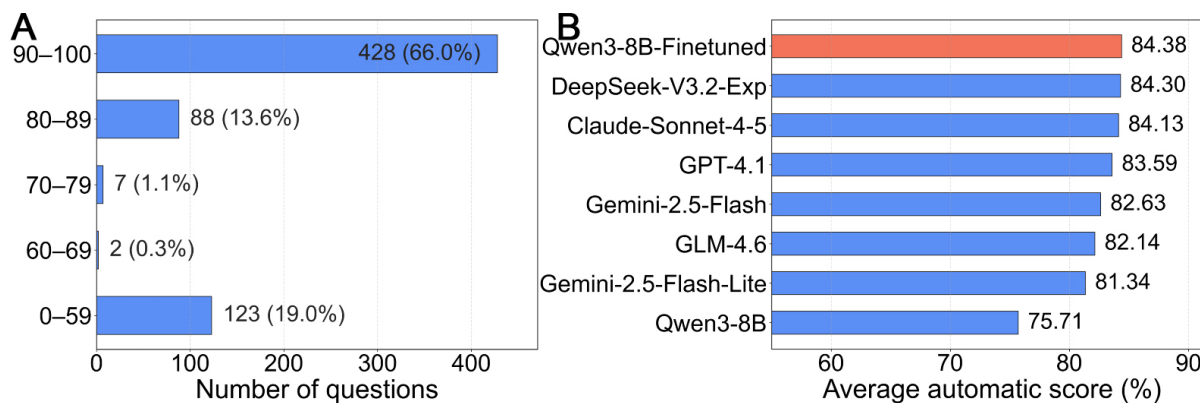 A
90–100
428 (66.0%)
80–89
88 (13.6%)
70–79
7 (1.1%)
60–69
2 (0.3%)
0–59
123 (19.0%)
0
100
200
300
400
Number of questions
B
Qwen3-8B-Finetuned
84.38
DeepSeek-V3.2-Exp
84.30
Claude-Sonnet-4-5
84.13
GPT-4.1
83.59
Gemini-2.5-Flash
82.63
GLM-4.6
82.14
Gemini-2.5-Flash-Lite
81.34
Qwen3-8B
75.71
60
70
80
90
Average automatic score (%)